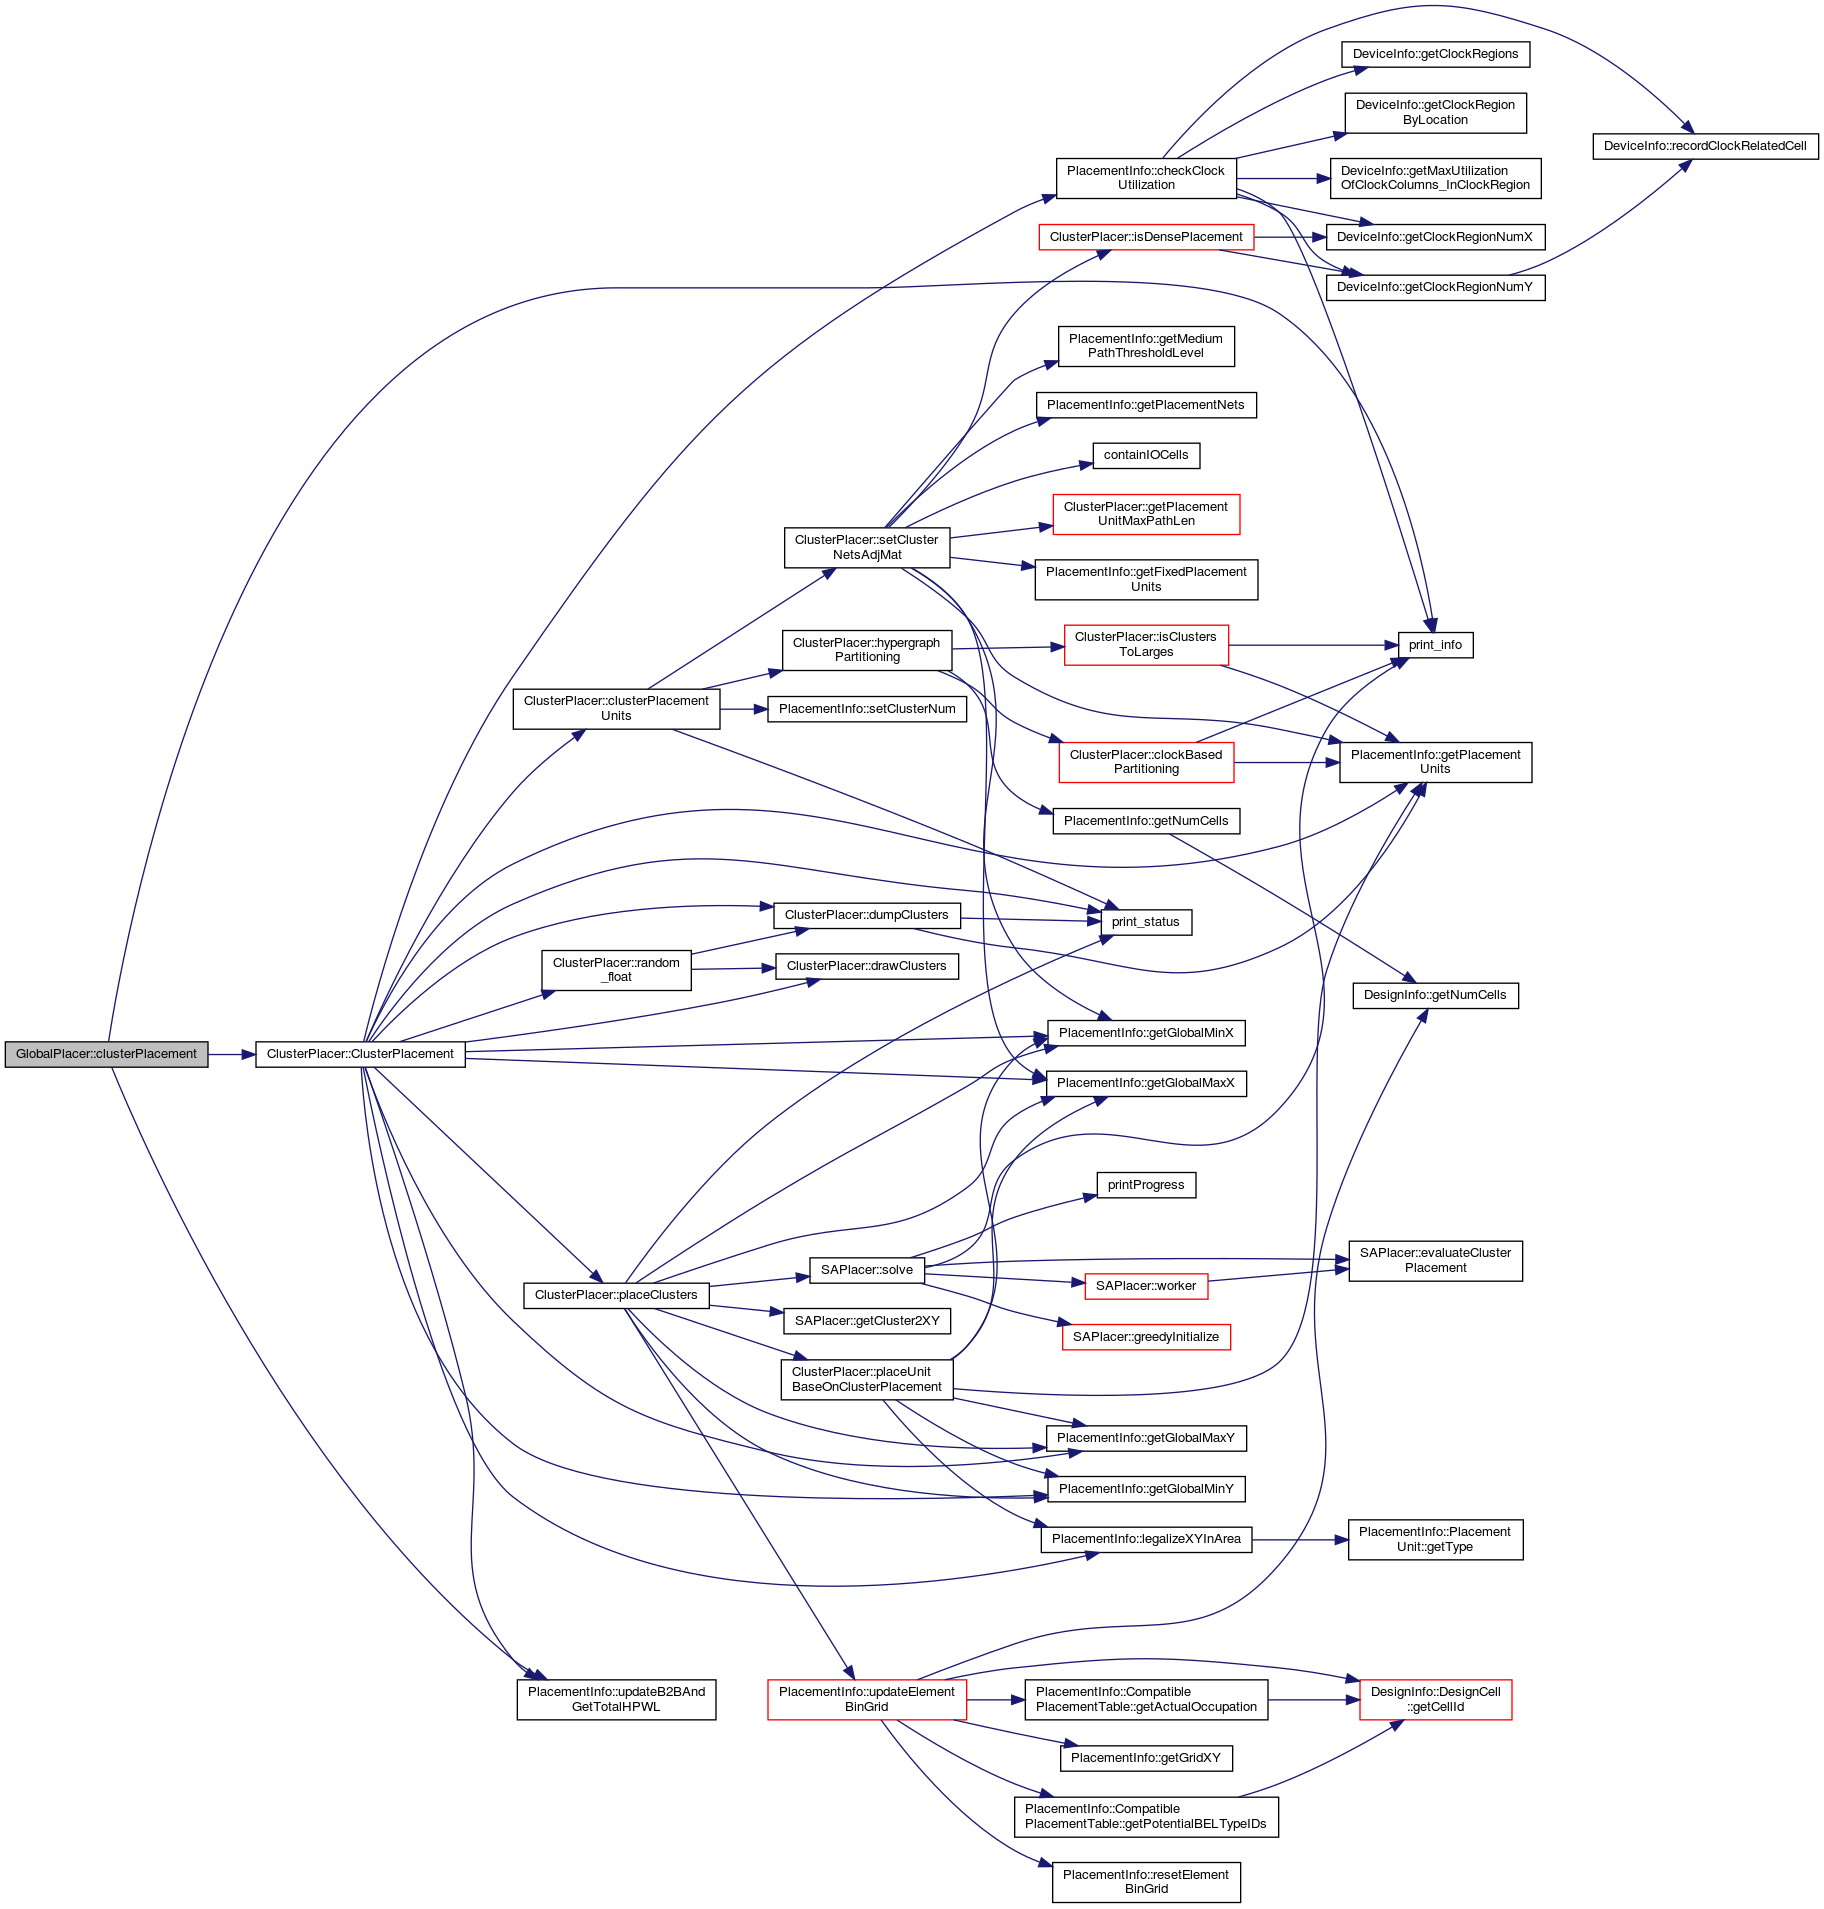 DeviceInfo::getClockRegions
DeviceInfo::getClockRegion
ByLocation
DeviceInfo::recordClockRelatedCell
PlacementInfo::checkClock
Utilization
DeviceInfo::getMaxUtilization
OfClockColumns_InClockRegion
ClusterPlacer::isDensePlacement
DeviceInfo::getClockRegionNumX
DeviceInfo::getClockRegionNumY
PlacementInfo::getMedium
PathThresholdLevel
PlacementInfo::getPlacementNets
containIOCells
ClusterPlacer::getPlacement
UnitMaxPathLen
ClusterPlacer::setCluster
NetsAdjMat
PlacementInfo::getFixedPlacement
Units
ClusterPlacer::hypergraph
Partitioning
ClusterPlacer::isClusters
ToLarges
print_info
ClusterPlacer::clusterPlacement
Units
PlacementInfo::setClusterNum
ClusterPlacer::clockBased
Partitioning
PlacementInfo::getPlacement
Units
PlacementInfo::getNumCells
ClusterPlacer::dumpClusters
print_status
ClusterPlacer::random
_float
ClusterPlacer::drawClusters
DesignInfo::getNumCells
GlobalPlacer::clusterPlacement
ClusterPlacer::ClusterPlacement
PlacementInfo::getGlobalMinX
PlacementInfo::getGlobalMaxX
printProgress
SAPlacer::solve
SAPlacer::evaluateCluster
Placement
ClusterPlacer::placeClusters
SAPlacer::worker
SAPlacer::getCluster2XY
SAPlacer::greedyInitialize
ClusterPlacer::placeUnit
BaseOnClusterPlacement
PlacementInfo::getGlobalMaxY
PlacementInfo::getGlobalMinY
PlacementInfo::legalizeXYInArea
PlacementInfo::Placement
Unit::getType
PlacementInfo::updateB2BAnd
GetTotalHPWL
PlacementInfo::updateElement
BinGrid
PlacementInfo::Compatible
PlacementTable::getActualOccupation
DesignInfo::DesignCell
::getCellId
PlacementInfo::getGridXY
PlacementInfo::Compatible
PlacementTable::getPotentialBELTypeIDs
PlacementInfo::resetElement
BinGrid